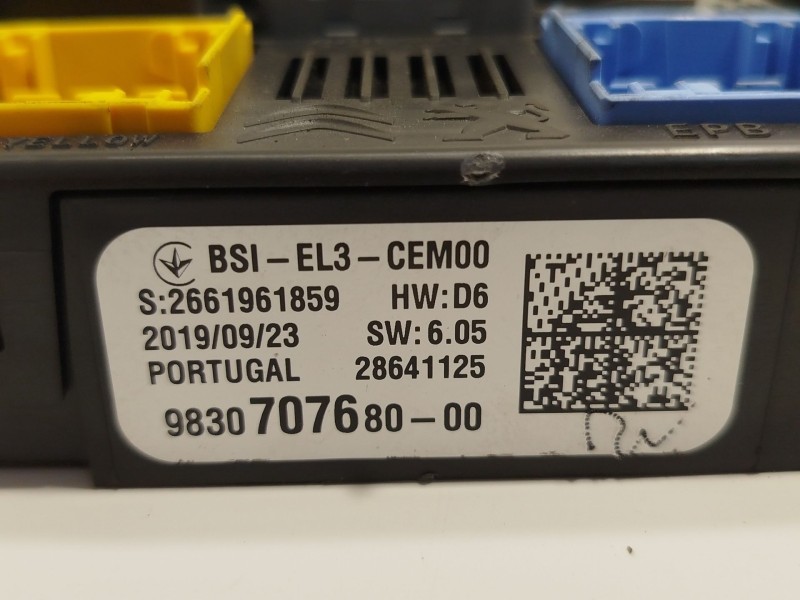 YELLOW
EPB
BSI-EL3-CEM00
S:2661961859 HW:D6
2019/09/23 SW:6.05
PORTUGAL 28641125
9830707680-00